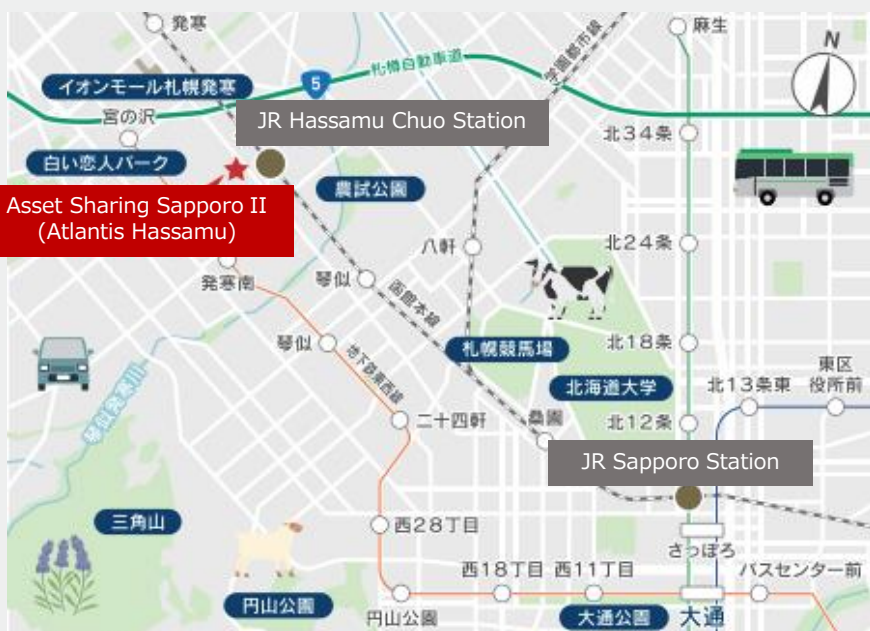 発寒
麻生
学園都市線
札樽自動車道
イオンモール札幌発寒
5
N
宮の沢
JR Hassamu Chuo Station
北34条
白い恋人パーク
農試公園
Asset Sharing Sapporo II
(Atlantis Hassamu)
八軒
北24条
発寒南
琴似
函館本線
琴似
地下鉄東西線
札幌競馬場
北18条
東区
役所前
北海道大学
北13条東
琴似発寒川
二十四軒
桑園
北12条
JR Sapporo Station
三角山
西28丁目
さっぽろ
西18丁目
西11丁目
バスセンター前
円山公園
円山公園
大通公園
大通